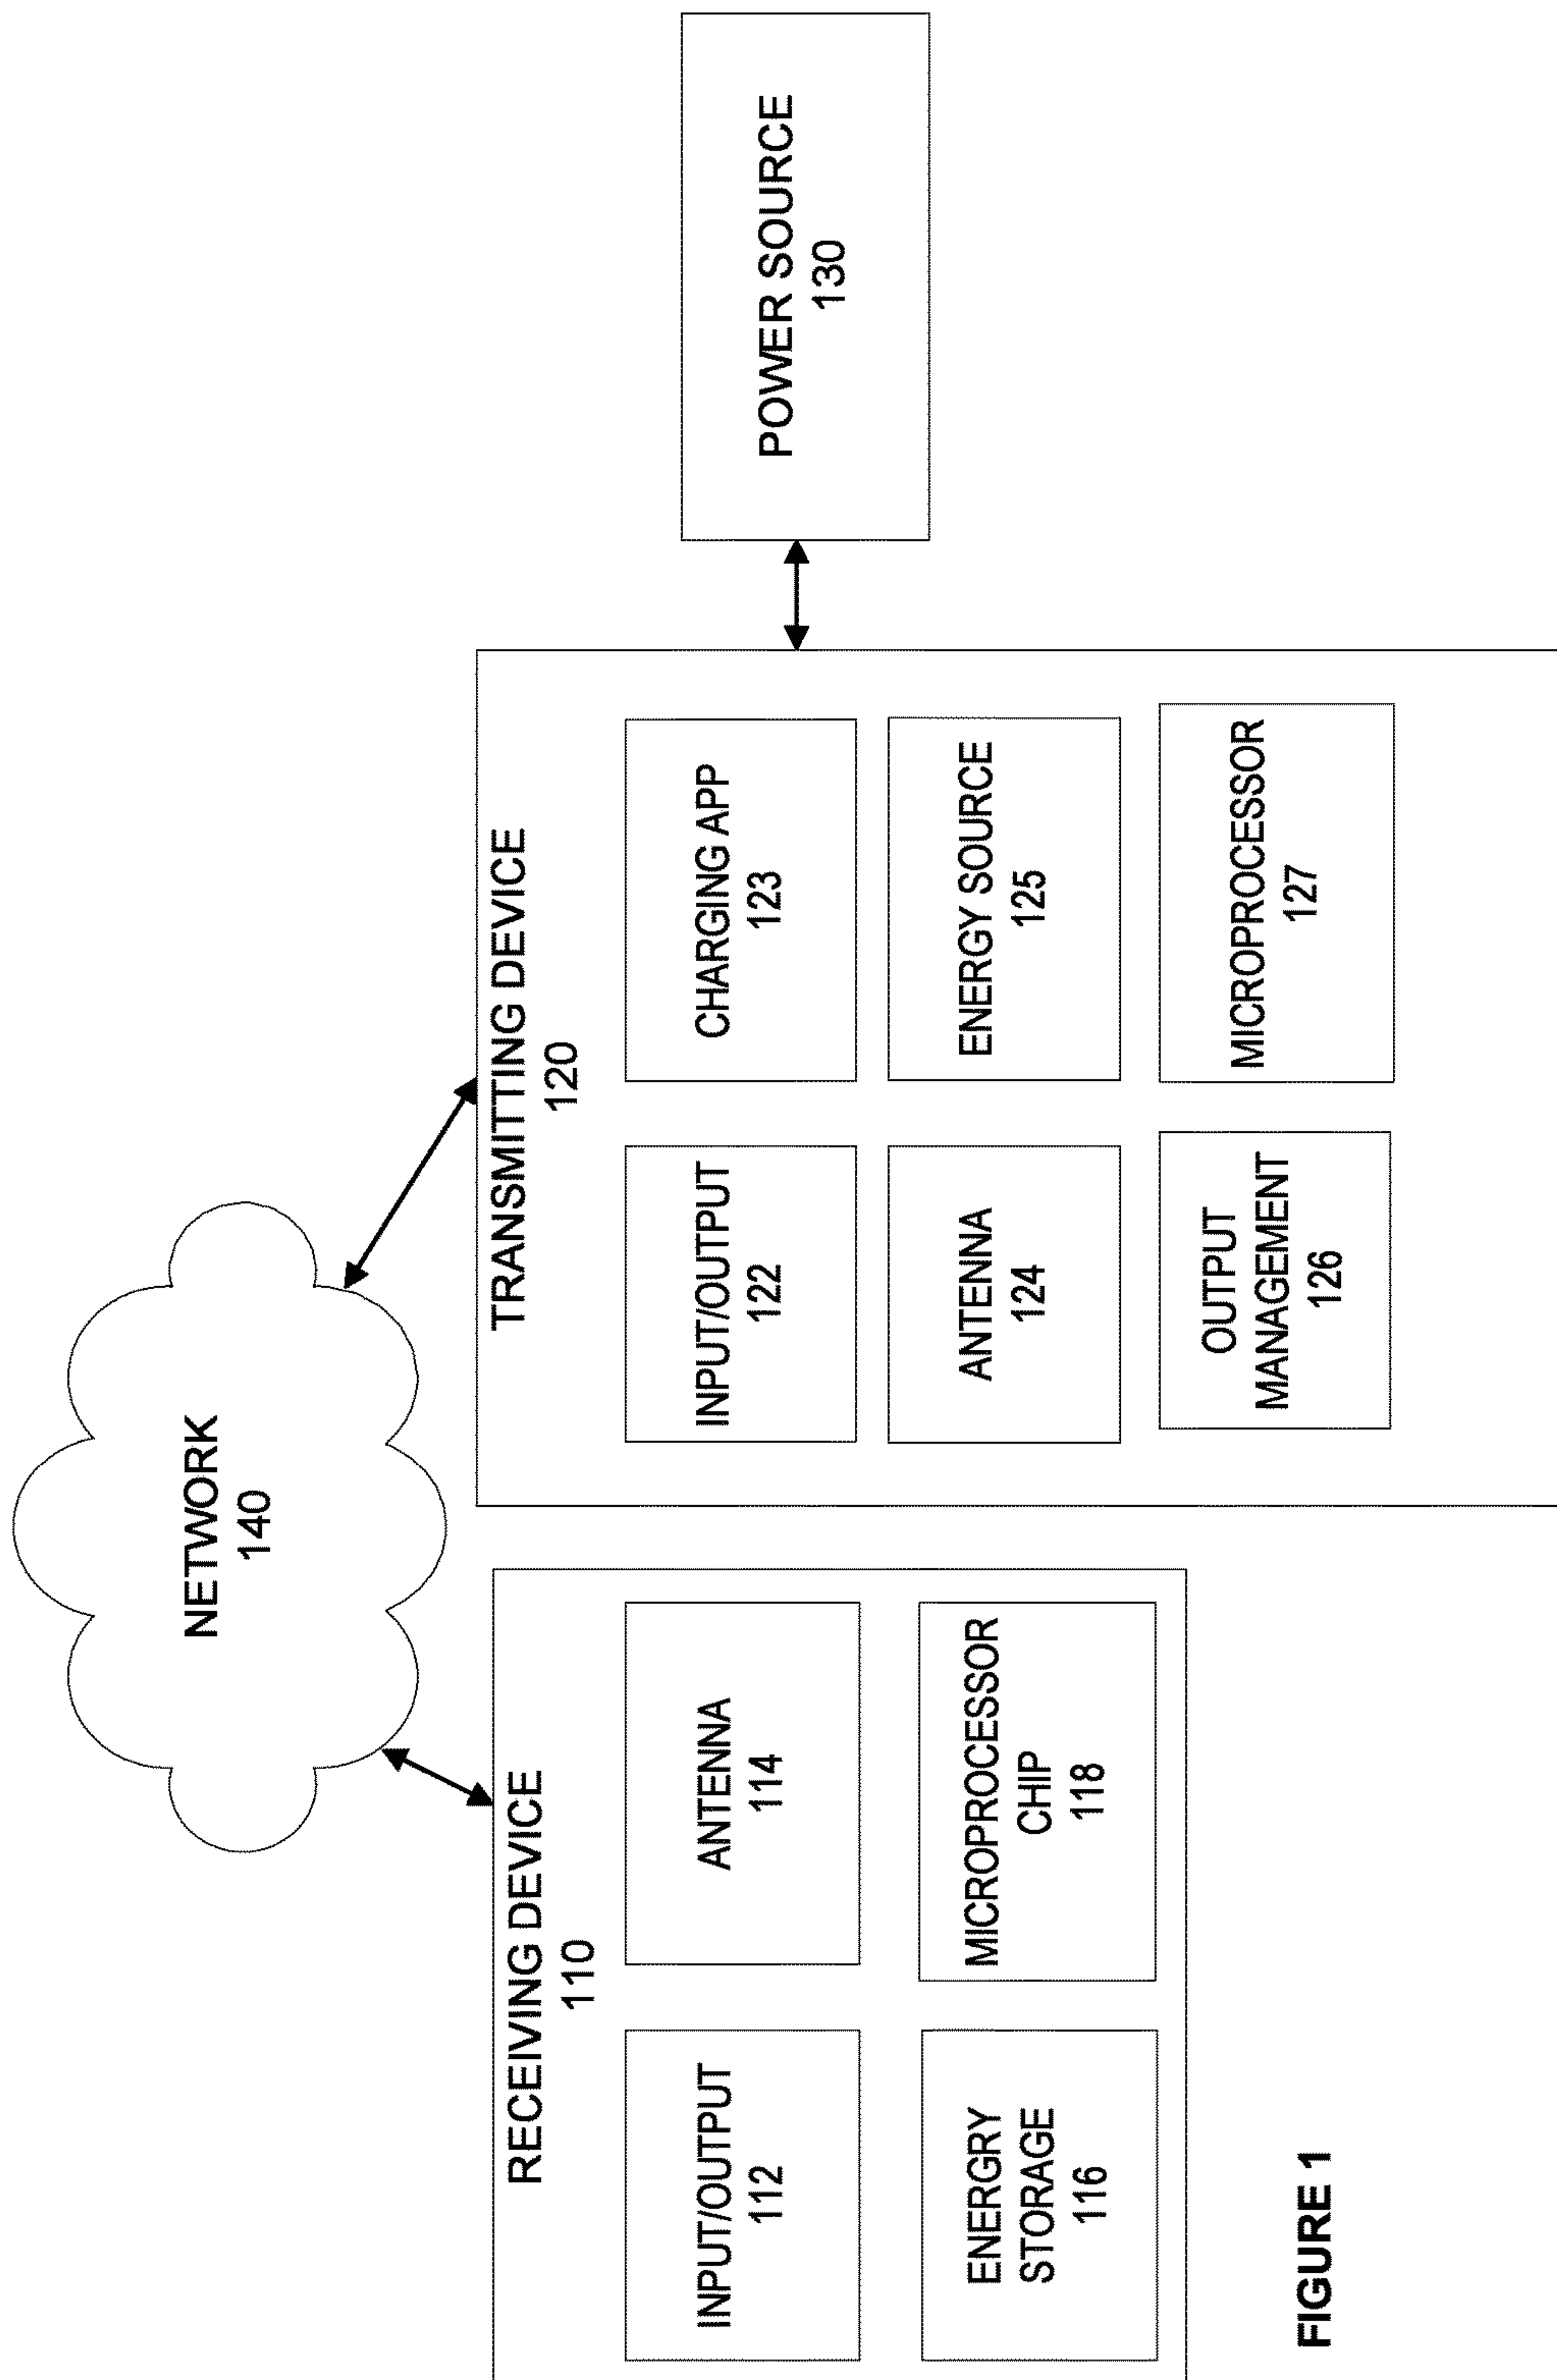 NETWORK
140
RECEIVING DEVICE
110
INPUT/OUTPUT
112
ANTENNA
114
ENERGRY
STORAGE
116
MICROPROCESSOR
CHIP
118
TRANSMITTING DEVICE
120
INPUT/OUTPUT
122
CHARGING APP
123
ANTENNA
124
ENERGY SOURCE
125
OUTPUT
MANAGEMENT
126
MICROPROCESSOR
127
POWER SOURCE
130
FIGURE 1